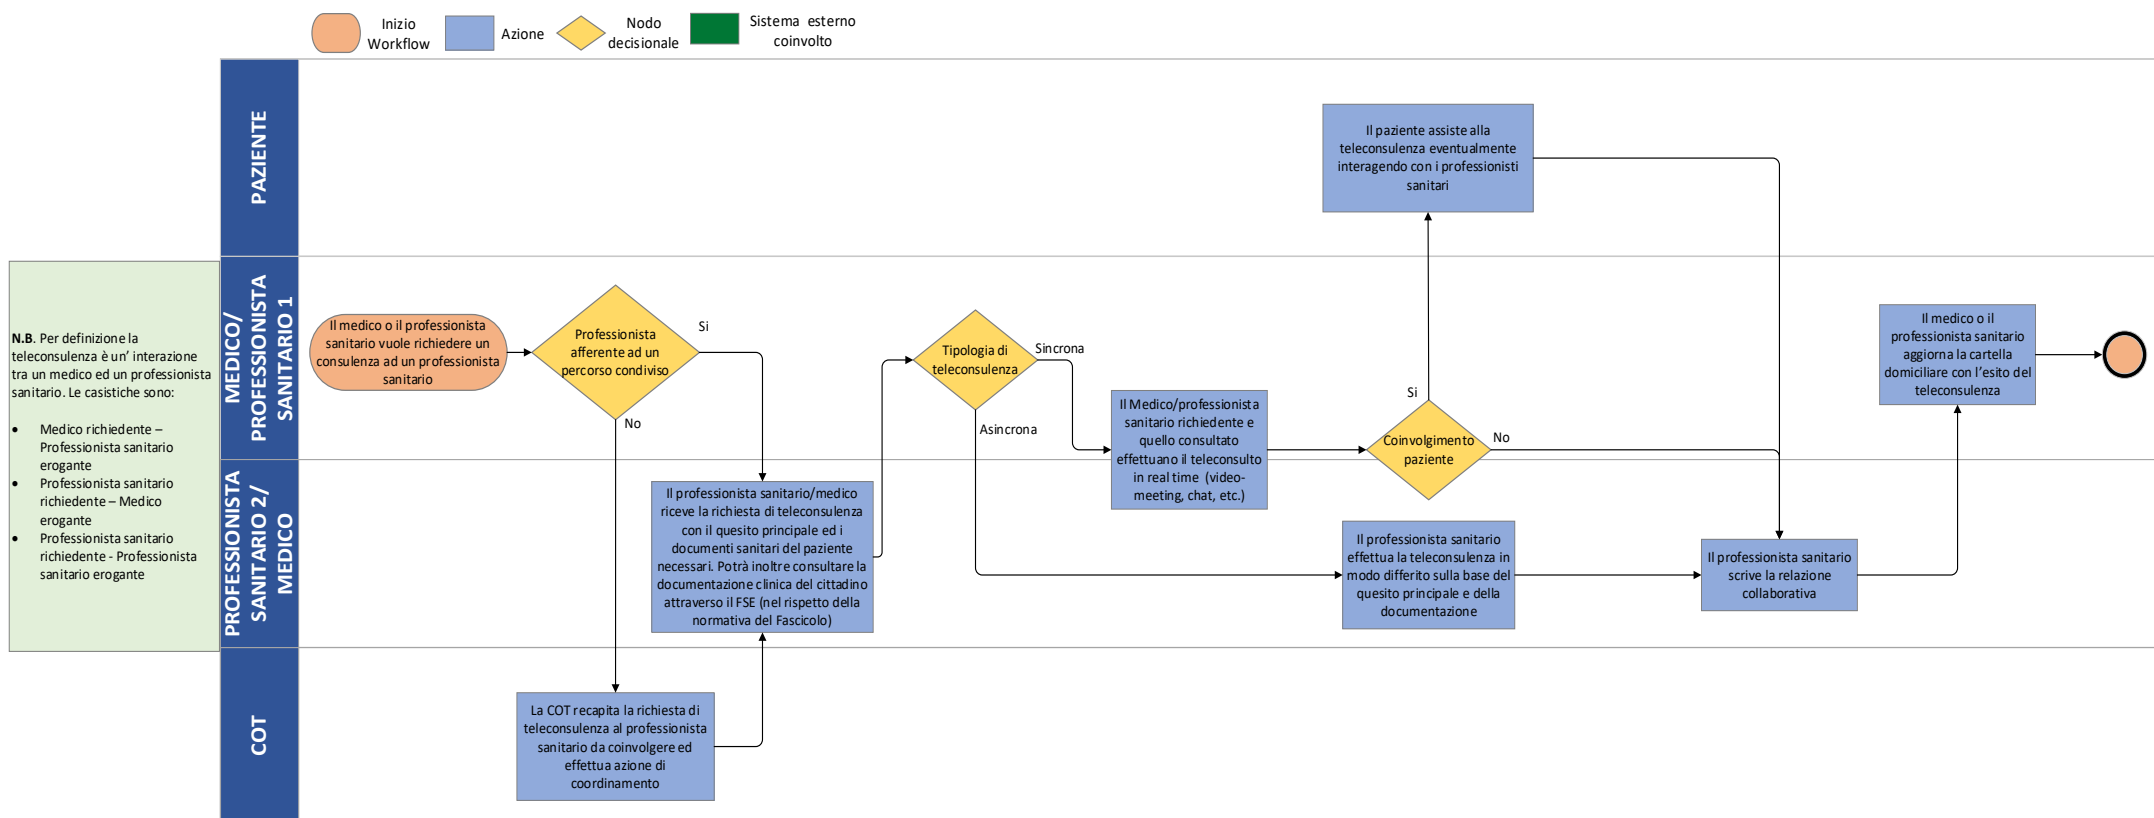 Inizio
Workflow
Azione
Nodo
decisionale
Sistema esterno
coinvolto
PAZIENTE
Il paziente assiste alla
teleconsulenza eventualmente
interagendo con i professionisti
sanitari
N.B. Per definizione la
teleconsulenza è un’ interazione
tra un medico ed un professionista
sanitario. Le casistiche sono:
• Medico richiedente –
Professionista sanitario
erogante
• Professionista sanitario
richiedente – Medico
erogante
• Professionista sanitario
richiedente - Professionista
sanitario erogante
MEDICO/
PROFESSIONISTA
SANITARIO 1
Il medico o il professionista
sanitario vuole richiedere un
consulenza ad un professionista
sanitario
Professionista
afferente ad un
percorso condiviso
Si
No
Tipologia di
teleconsulenza
Sincrona
Asincrona
Il Medico/professionista
sanitario richiedente e
quello consultato
effettuano il teleconsulto
in real time (video-
meeting, chat, etc.)
Si
Coinvolgimento
paziente
No
Il medico o il
professionista sanitario
aggiorna la cartella
domiciliare con l’esito del
teleconsulenza
PROFESSIONISTA
SANITARIO 2/
MEDICO
Il professionista sanitario/medico
riceve la richiesta di teleconsulenza
con il quesito principale ed i
documenti sanitari del paziente
necessari. Potrà inoltre consultare la
documentazione clinica del cittadino
attraverso il FSE (nel rispetto della
normativa del Fascicolo)
Il professionista sanitario
effettua la teleconsulenza in
modo differito sulla base del
quesito principale e della
documentazione
Il professionista sanitario
scrive la relazione
collaborativa
COT
La COT recapita la richiesta di
teleconsulenza al professionista
sanitario da coinvolgere ed
effettua azione di
coordinamento